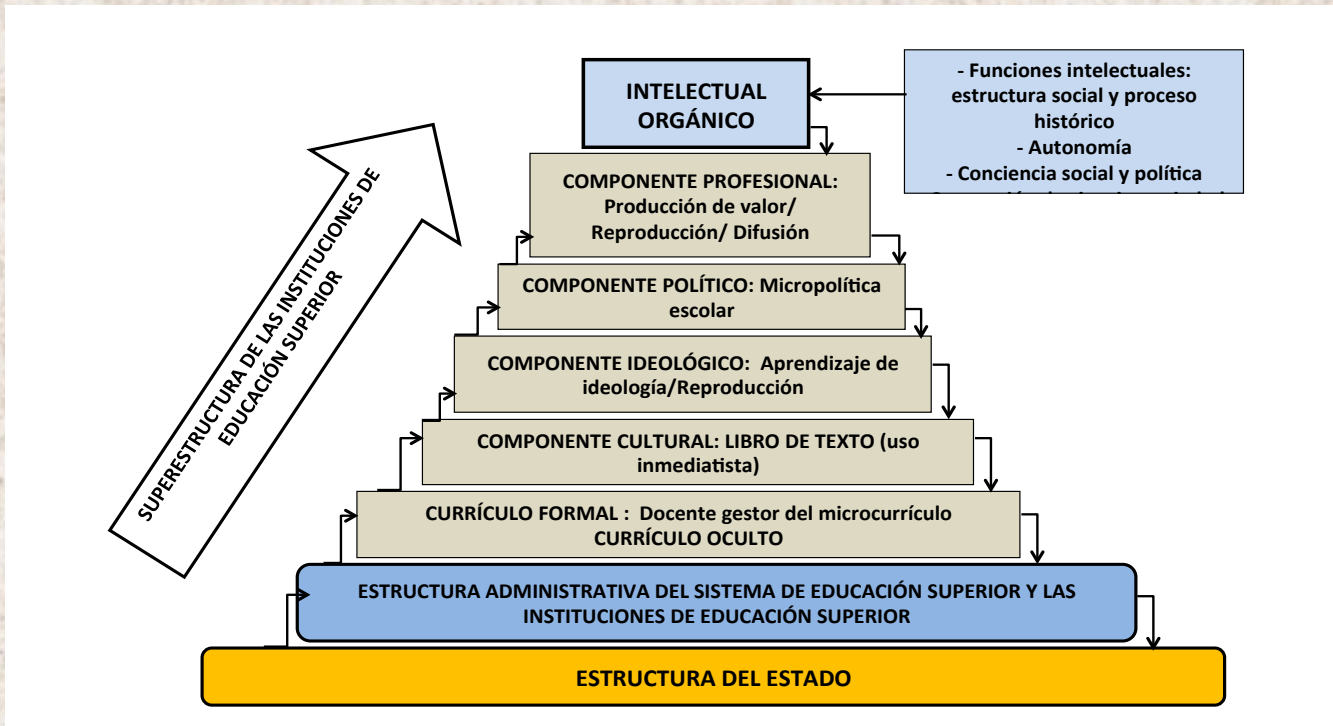 INTELECTUAL
ORGÁNICO
- Funciones intelectuales:
estructura social y proceso
histórico
- Autonomía
- Conciencia social y política
SUPERESTRUCTURA DE LAS INSTITUCIONES DE
EDUCACIÓN SUPERIOR
COMPONENTE PROFESIONAL:
Producción de valor/
Reproducción/ Difusión
COMPONENTE POLÍTICO: Micropolítica
escolar
COMPONENTE IDEOLÓGICO: Aprendizaje de
ideología/Reproducción
COMPONENTE CULTURAL: LIBRO DE TEXTO (uso
inmediatista)
CURRÍCULO FORMAL : Docente gestor del microcurrículo
CURRÍCULO OCULTO
ESTRUCTURA ADMINISTRATIVA DEL SISTEMA DE EDUCACIÓN SUPERIOR Y LAS
INSTITUCIONES DE EDUCACIÓN SUPERIOR
ESTRUCTURA DEL ESTADO